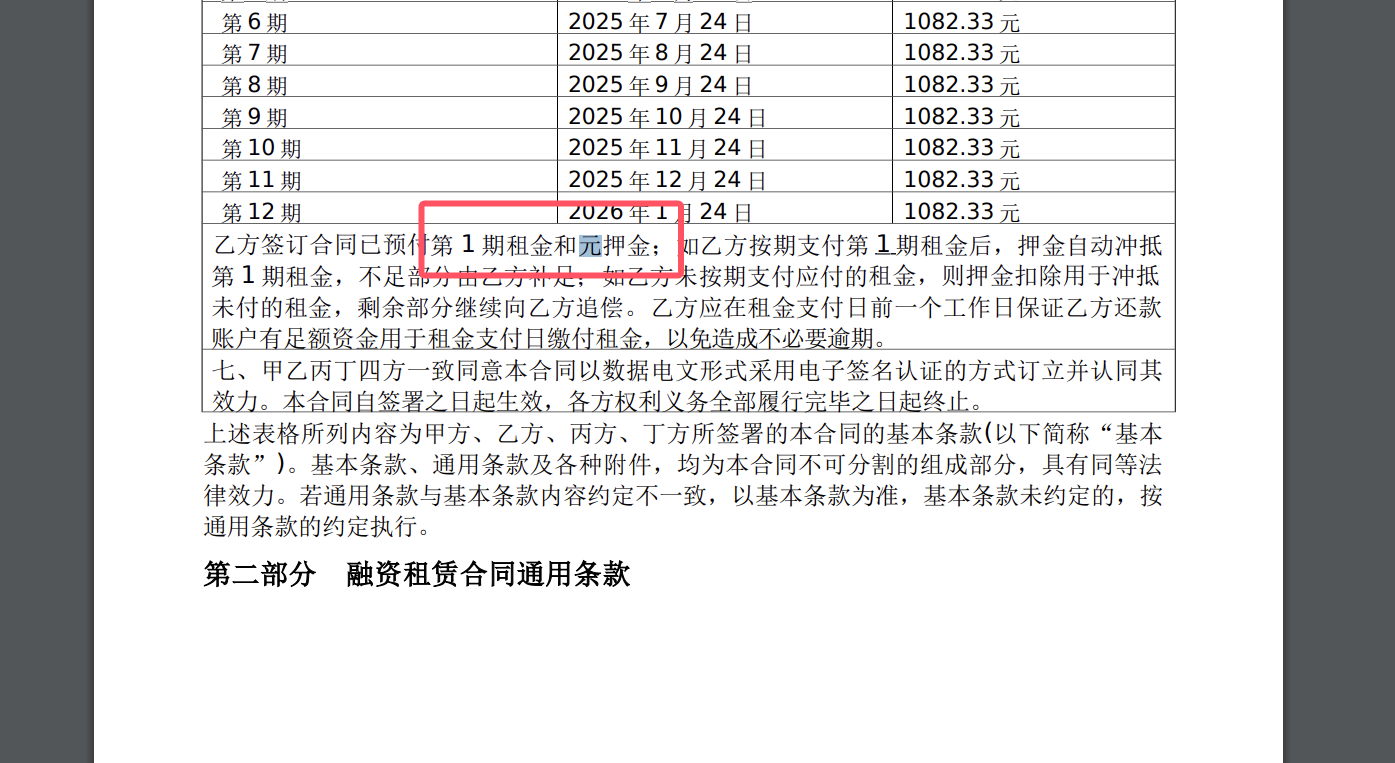 第 6 期 2025 年 7 月 24 日 1082.33 元
第 7 期 2025 年 8 月 24 日 1082.33 元
第 8 期 2025 年 9 月 24 日 1082.33 元
第 9 期 2025 年 10 月 24 日 1082.33 元
第 10 期 2025 年 11 月 24 日 1082.33 元
第 11 期 2025 年 12 月 24 日 1082.33 元
第 12 期 2026 年 1 月 24 日 1082.33 元
乙方签订合同已预付第 1 期租金和元押金；如乙方按期支付第 1 期租金后，押金自动冲抵
第 1 期租金，不足部分由乙方补足；如乙方未按期支付应付的租金，则押金扣除用于冲抵
未付的租金，剩余部分继续向乙方追偿。乙方应在租金支付日前一个工作日保证乙方还款
账户有足额资金用于租金支付日缴付租金，以免造成不必要逾期。
七、甲乙丙丁四方一致同意本合同以数据电文形式采用电子签名认证的方式订立并认同其
效力。本合同自签署之日起生效，各方权利义务全部履行完毕之日起终止。
上述表格所列内容为甲方、乙方、丙方、丁方所签署的本合同的基本条款(以下简称“基本
条款”)。基本条款、通用条款及各种附件，均为本合同不可分割的组成部分，具有同等法
律效力。若通用条款与基本条款内容约定不一致，以基本条款为准，基本条款未约定的，按
通用条款的约定执行。
第二部分 融资租赁合同通用条款